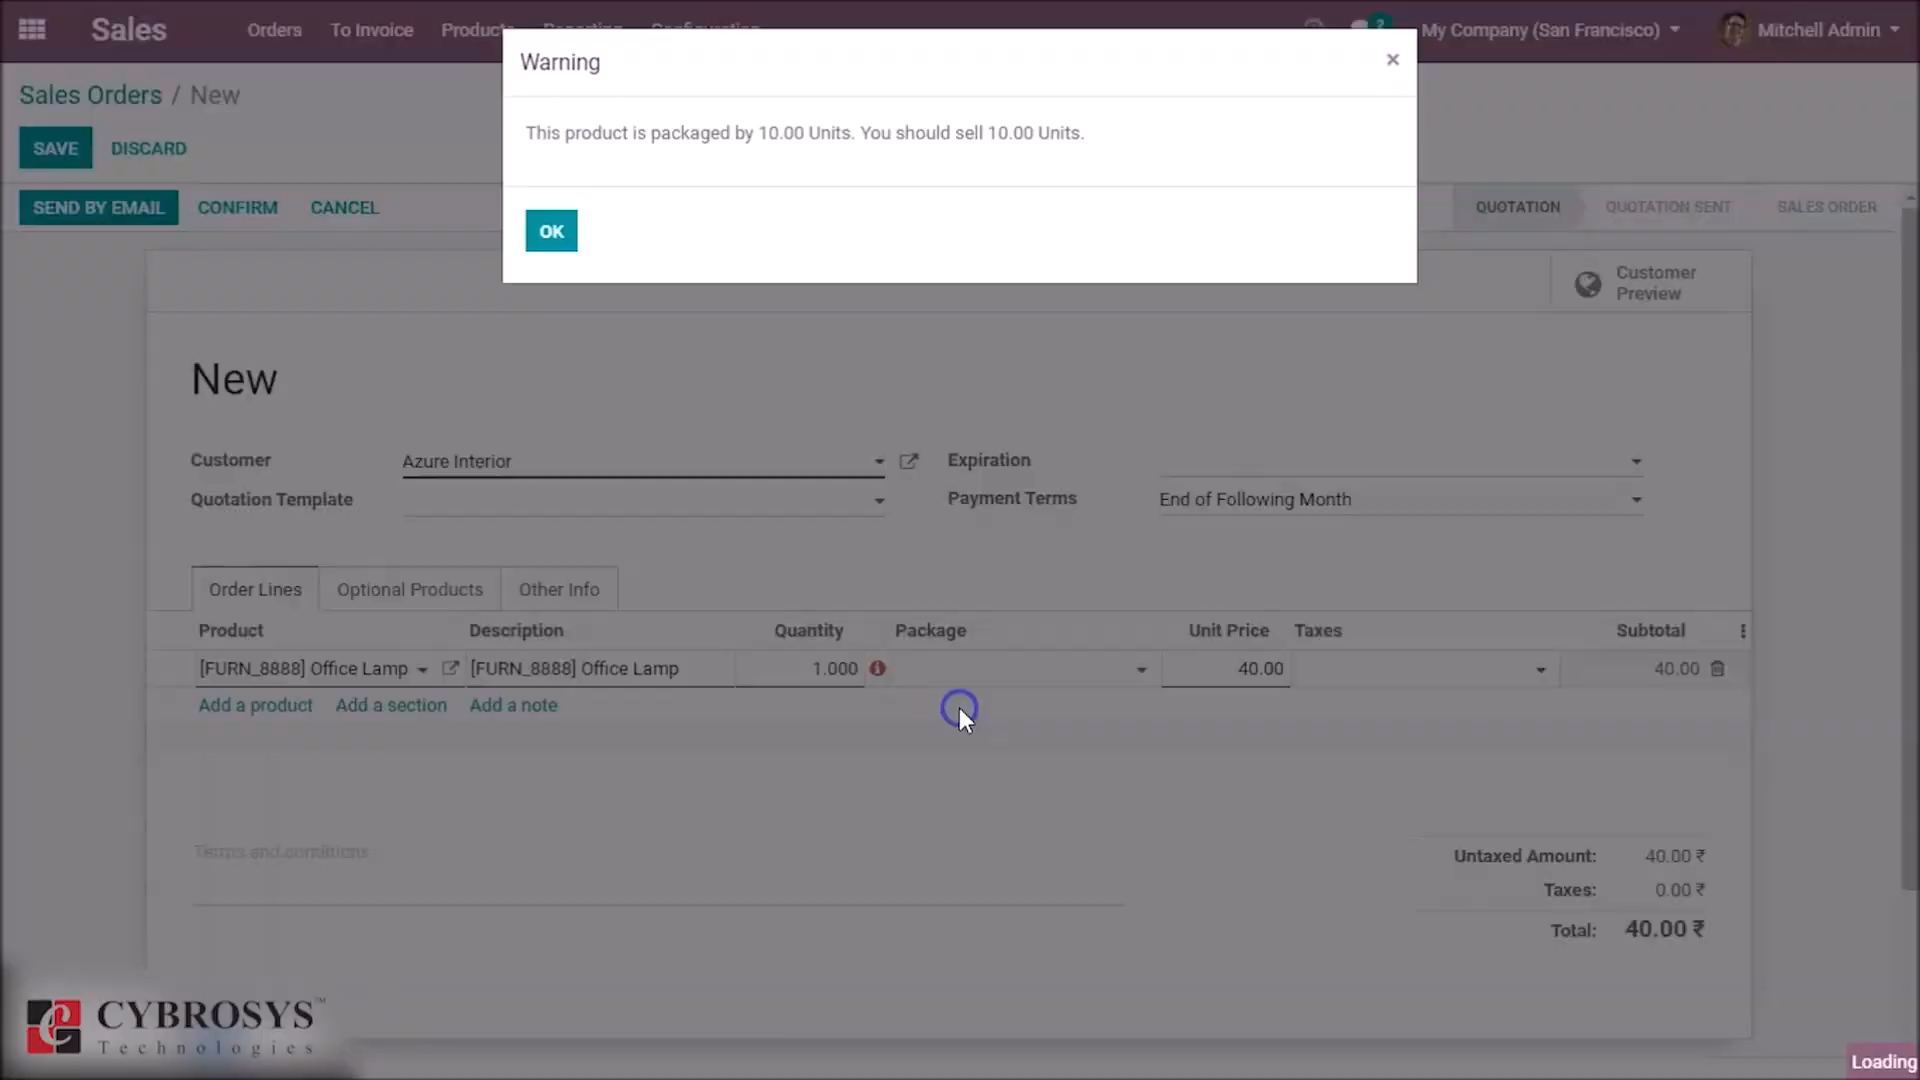 Sales
Orders
To Invoice
Products
Reporting
Configuration
2
My Company (San Francisco)
Mitchell Admin
Warning
×
This product is packaged by 10.00 Units. You should sell 10.00 Units.
OK
Sales Orders / New
SAVE
DISCARD
SEND BY EMAIL
CONFIRM
CANCEL
QUOTATION
QUOTATION SENT
SALES ORDER
Customer
Preview
New
Customer
Azure Interior
Expiration
Quotation Template
Payment Terms
End of Following Month
Order Lines
Optional Products
Other Info
Product
Description
Quantity
Package
Unit Price
Taxes
Subtotal
[FURN_8888] Office Lamp
[FURN_8888] Office Lamp
1.000
40.00
40.00
Add a product
Add a section
Add a note
Terms and conditions
Untaxed Amount: 40.00 ₹
Taxes: 0.00 ₹
Total: 40.00 ₹
CYBROSYS™
Technologies
Loading